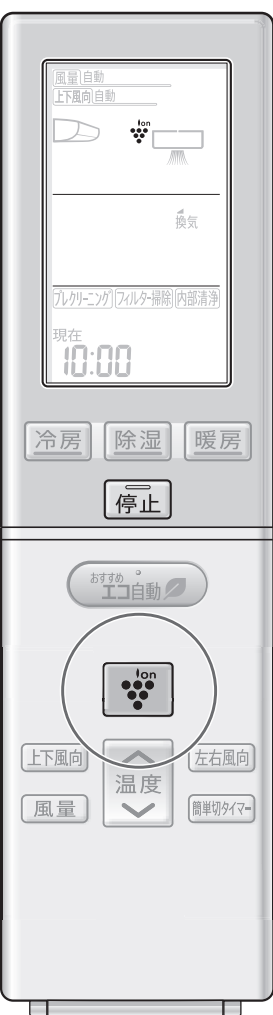 風量 自動
上下風向 自動
ion
換気
プレクリーニング フィルター掃除 内部清浄
現在
10:00
冷房 除湿 暖房
停止
おすすめ
エコ自動
ion
上下風向 左右風向
温度
風量 簡単切タイマー